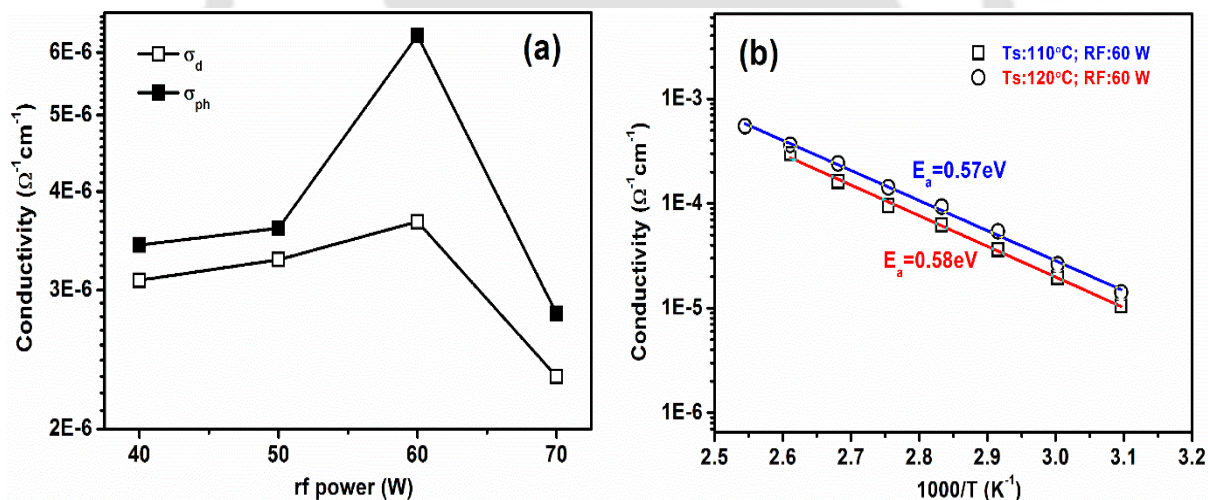 (a)
σd
σph
6E-6
5E-6
4E-6
3E-6
2E-6
Conductivity (Ω⁻¹cm⁻¹)
40 50 60 70
rf power (W)
(b)
Ts:110°C; RF:60 W
Ts:120°C; RF:60 W
1E-3
1E-4
1E-5
1E-6
Conductivity (Ω⁻¹cm⁻¹)
Ea=0.57eV
Ea=0.58eV
2.5 2.6 2.7 2.8 2.9 3.0 3.1 3.2
1000/T (K⁻¹)